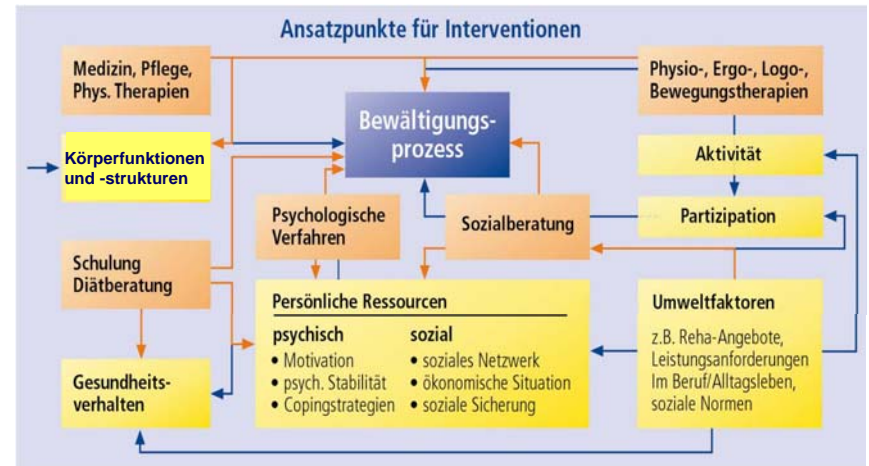 Ansatzpunkte für Interventionen
Medizin, Pflege,
Phys. Therapien
Physio-, Ergo-, Logo-,
Bewegungstherapien
Bewältigungs-
prozess
Körperfunktionen
und -strukturen
Aktivität
Psychologische
Verfahren
Sozialberatung
Partizipation
Schulung
Diätberatung
Persönliche Ressourcen
psychisch
• Motivation
• psych. Stabilität
• Copingstrategien
sozial
• soziales Netzwerk
• ökonomische Situation
• soziale Sicherung
Umweltfaktoren
z.B. Reha-Angebote,
Leistungsanforderungen
Im Beruf/Alltagsleben,
soziale Normen
Gesundheits-
verhalten